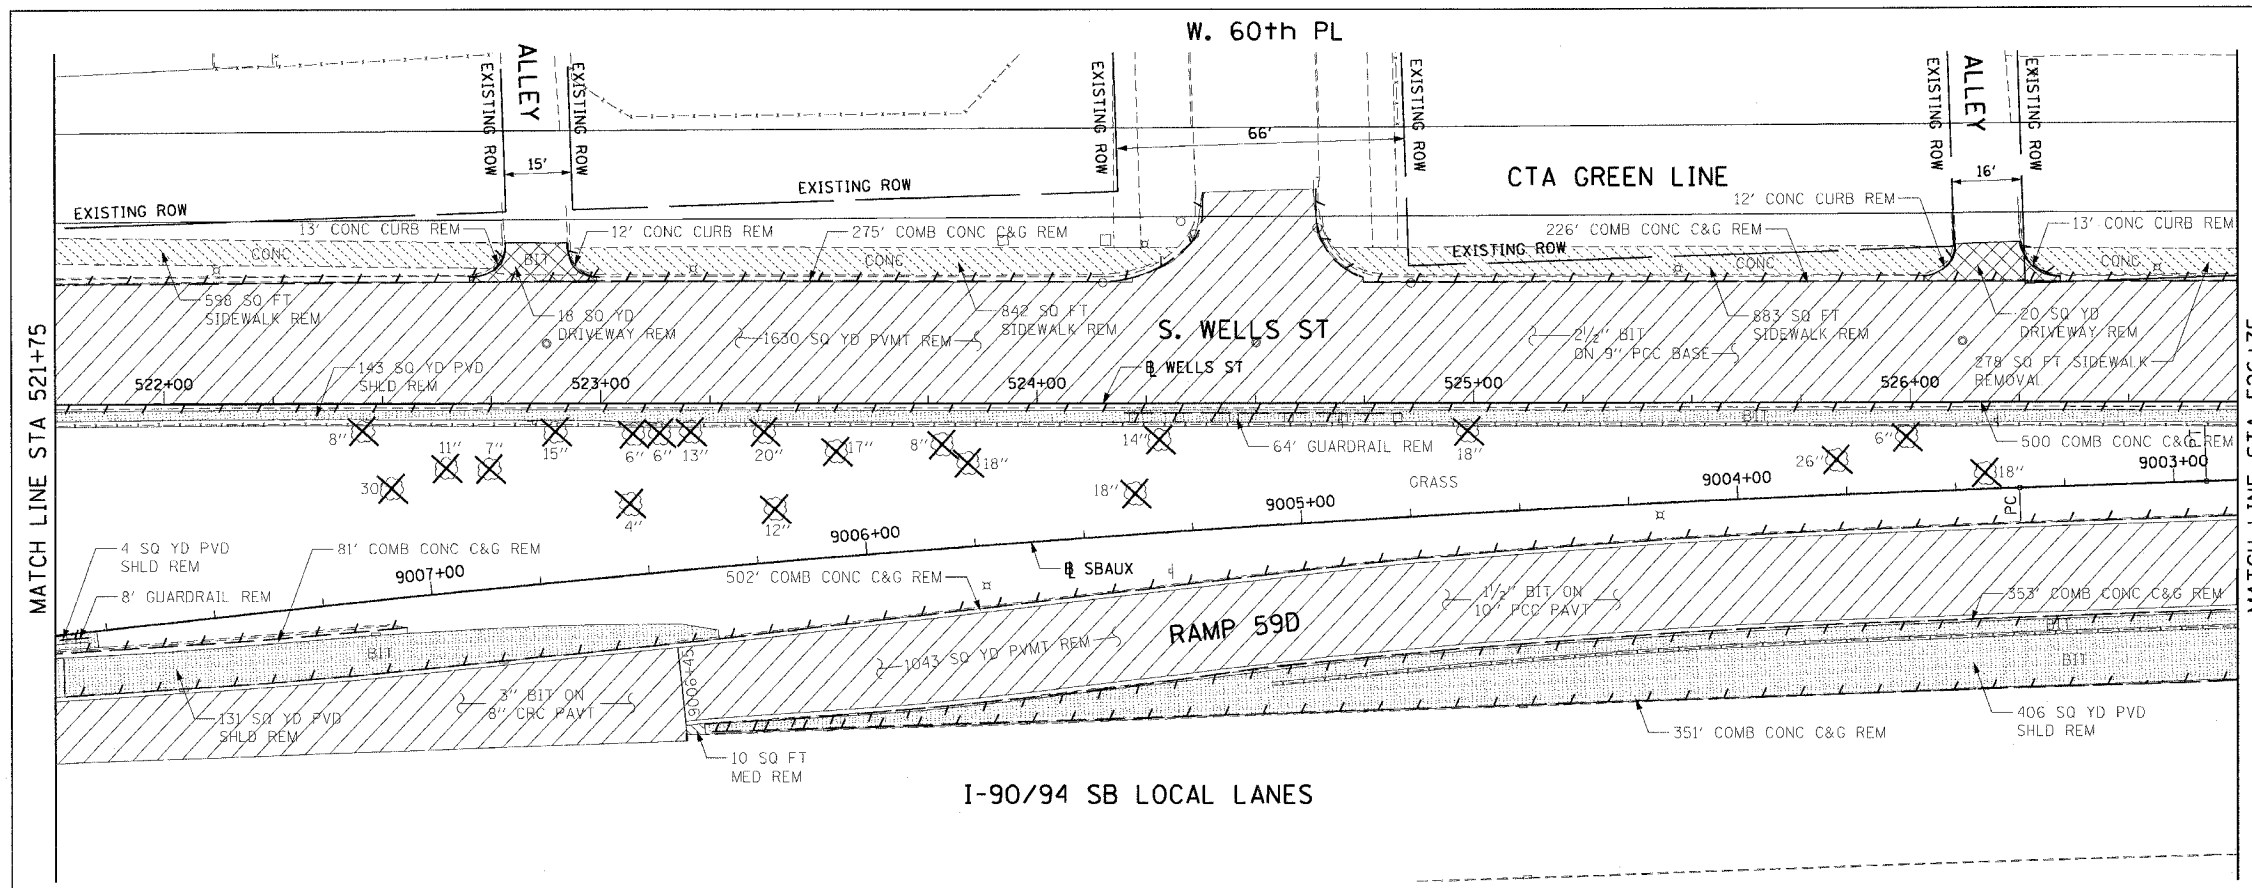 W. 60th PL
EXISTING ROW
ALLEY
EXISTING ROW
EXISTING ROW
EXISTING ROW
EXISTING ROW
ALLEY
EXISTING ROW
15'
66'
16'
EXISTING ROW
EXISTING ROW
CTA GREEN LINE
EXISTING ROW
13' CONC CURB REM
12' CONC CURB REM
275' COMB CONC C&G REM
226' COMB CONC C&G REM
12' CONC CURB REM
13' CONC CURB REM
CONC
BIT
CONC
CONC
CONC
598 SQ FT
SIDEWALK REM
18 SQ YD
DRIVEWAY REM
842 SQ FT
SIDEWALK REM
883 SQ FT
SIDEWALK REM
20 SQ YD
DRIVEWAY REM
1630 SQ YD PVMT REM
S. WELLS ST
2 1/2" BIT
ON 9" PCC BASE
278 SQ FT SIDEWALK
REMOVAL
143 SQ YD PVD
SHLD REM
℄ WELLS ST
522+00
523+00
524+00
525+00
526+00
MATCH LINE STA 521+75
BIT
8"
11"
7"
15"
6"
6"
13"
20"
17"
8"
18"
14"
64' GUARDRAIL REM
18"
26"
6"
18"
500 COMB CONC C&G REM
PT
30"
4"
12"
18"
GRASS
9003+00
9004+00
9005+00
9006+00
9007+00
PC
4 SQ YD PVD
SHLD REM
8' GUARDRAIL REM
81' COMB CONC C&G REM
502' COMB CONC C&G REM
℄ SBAUX
1 1/2" BIT ON
10" PCC PAVT
353' COMB CONC C&G REM
RAMP 59D
1043 SQ YD PVMT REM
BIT
BIT
BIT
9006+45
3" BIT ON
8" CRC PAVT
131 SQ YD PVD
SHLD REM
10 SQ FT
MED REM
351' COMB CONC C&G REM
406 SQ YD PVD
SHLD REM
I-90/94 SB LOCAL LANES
MATCH LINE STA 526+75